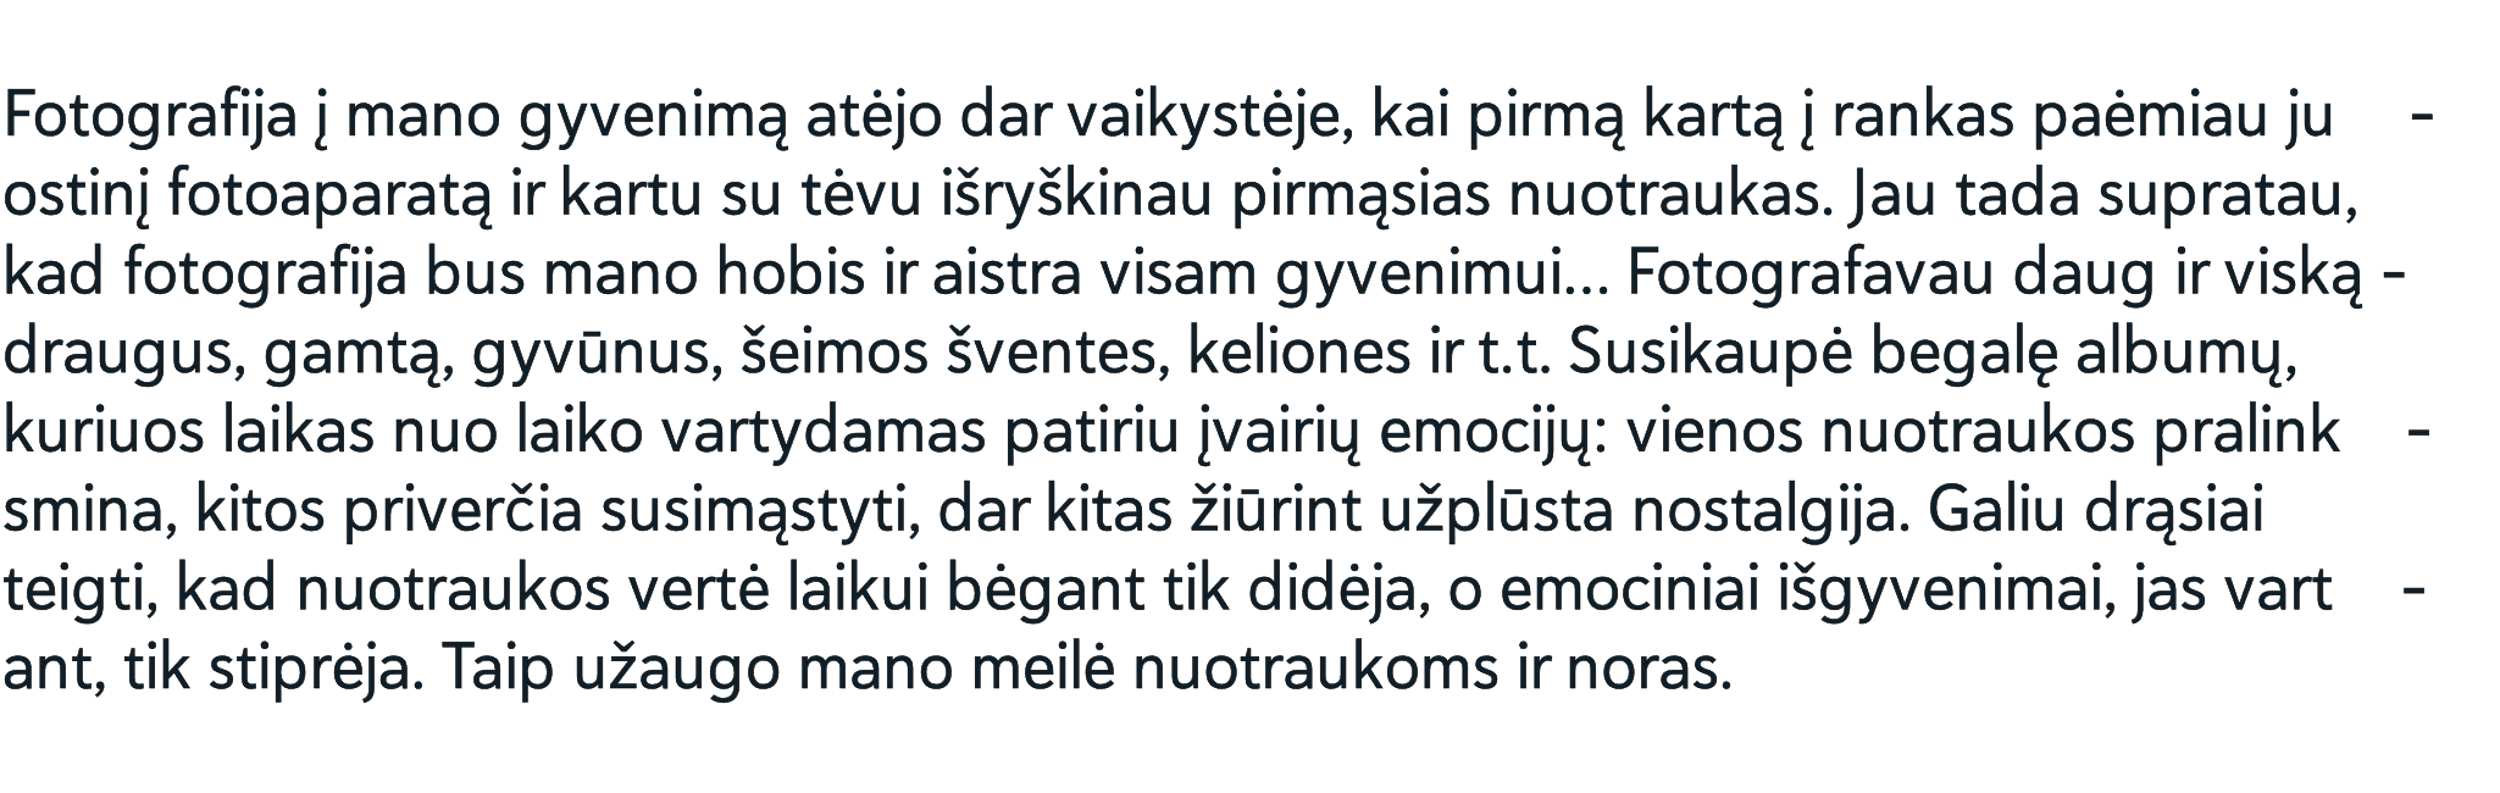 Fotografija į mano gyvenimą atėjo dar vaikystėje, kai pirmą kartą į rankas paėmiau ju -
ostinį fotoaparatą ir kartu su tėvu išryškinau pirmąsias nuotraukas. Jau tada supratau,
kad fotografija bus mano hobis ir aistra visam gyvenimui... Fotografavau daug ir viską -
draugus, gamtą, gyvūnus, šeimos šventes, keliones ir t.t. Susikaupė begalę albumų,
kuriuos laikas nuo laiko vartydamas patiriu įvairių emocijų: vienos nuotraukos pralink -
smina, kitos priverčia susimąstyti, dar kitas žiūrint užplūsta nostalgija. Galiu drąsiai
teigti, kad nuotraukos vertė laikui bėgant tik didėja, o emociniai išgyvenimai, jas vart -
ant, tik stiprėja. Taip užaugo mano meilė nuotraukoms ir noras.